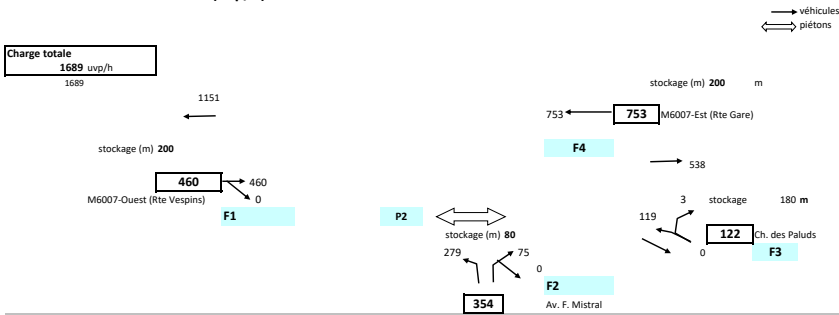 véhicules
piétons
Charge totale
1689 uvp/h
1689
stockage (m) 200 m
1151
753 753 M6007-Est (Rte Gare)
F4
stockage (m) 200
538
460 460
0
M6007-Ouest (Rte Vespins)
F1
P2
3 stockage 180 m
119
122 Ch. des Paluds
0
F3
stockage (m) 80
279 75
0
F2
354 Av. F. Mistral